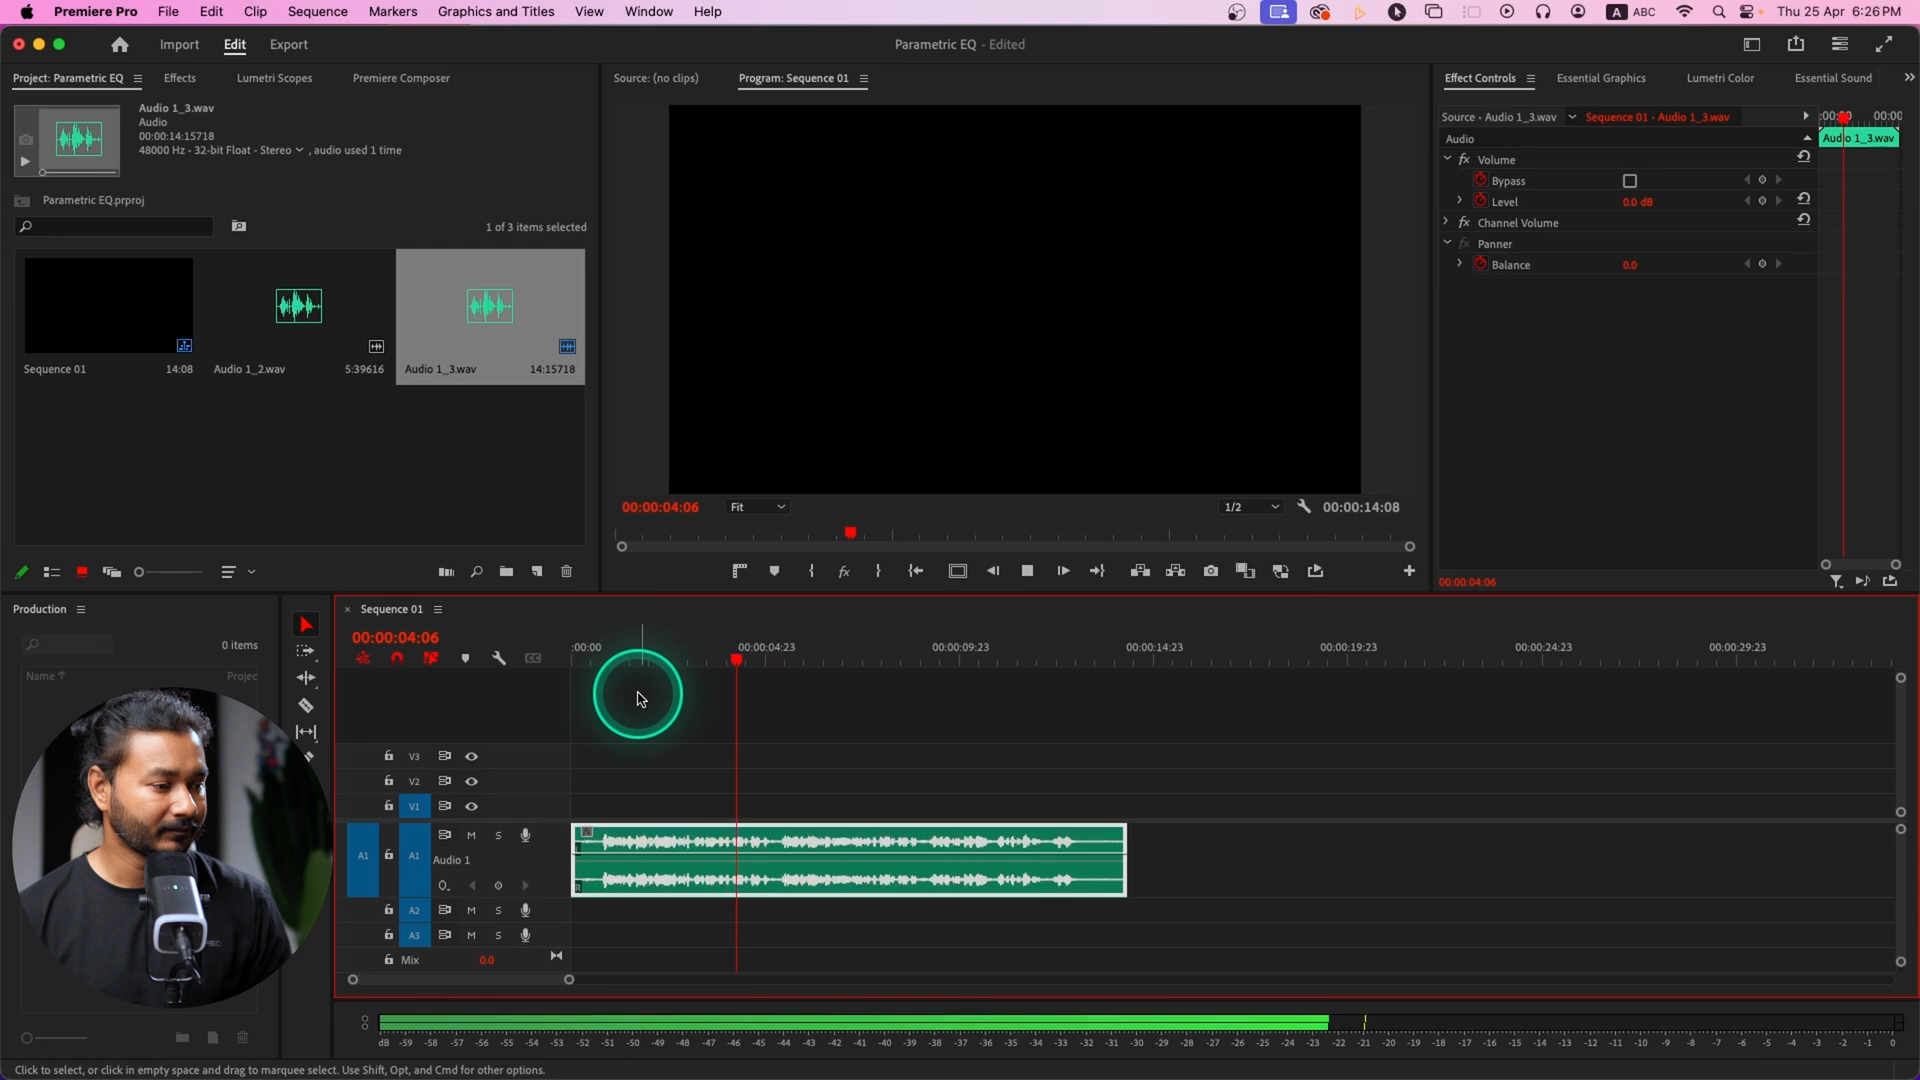 Premiere Pro File Edit Clip Sequence Markers Graphics and Titles View Window Help
A ABC Thu 25 Apr 6:26 PM
Import Edit Export
Parametric EQ - Edited
Project: Parametric EQ Effects Lumetri Scopes Premiere Composer
Source: (no clips) Program: Sequence 01
Effect Controls Essential Graphics Lumetri Color Essential Sound
Audio 1_3.wav
Audio
00:00:14:15718
48000 Hz - 32-bit Float - Stereo , audio used 1 time
Parametric EQ.prproj
1 of 3 items selected
Sequence 01 14:08
Audio 1_2.wav 5:39616
Audio 1_3.wav 14:15718
Source - Audio 1_3.wav Sequence 01 - Audio 1_3.wav
Audio
Audio 1_3.wav
fx Volume
Bypass
Level 0.0 dB
fx Channel Volume
fx Panner
Balance 0.0
00:00:04:06 Fit 1/2 00:00:14:08
fx
00:00:04:06
Production
0 items
Name
Projec
Sequence 01
00:00:04:06
:00:00 00:00:04:23 00:00:09:23 00:00:14:23 00:00:19:23 00:00:24:23 00:00:29:23
V3
V2
V1
A1 A1 M S
Audio 1
A2 M S
A3 M S
Mix 0.0
dB -59 -58 -57 -56 -55 -54 -53 -52 -51 -50 -49 -48 -47 -46 -45 -44 -43 -42 -41 -40 -39 -38 -37 -36 -35 -34 -33 -32 -31 -30 -29 -28 -27 -26 -25 -24 -23 -22 -21 -20 -19 -18 -17 -16 -15 -14 -13 -12 -11 -10 -9 -8 -7 -6 -5 -4 -3 -2 -1 0
Click to select, or click in empty space and drag to marquee select. Use Shift, Opt, and Cmd for other options.